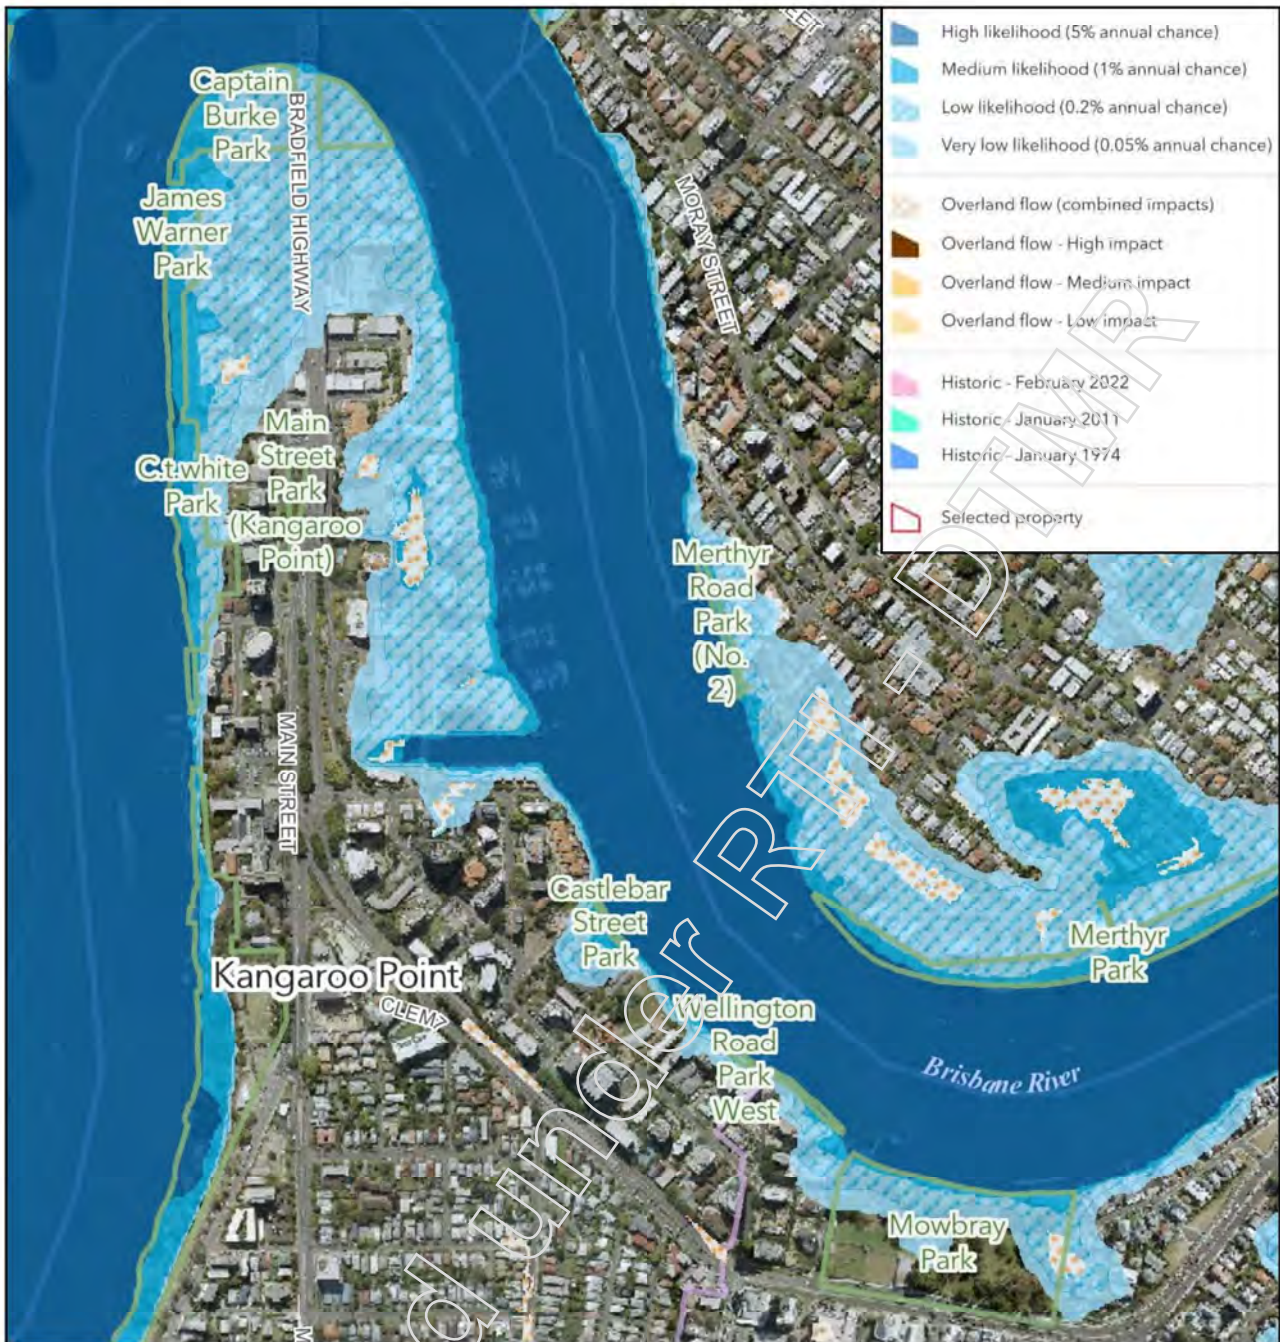 EET
High likelihood (5% annual chance)
Medium likelihood (1% annual chance)
Low likelihood (0.2% annual chance)
Very low likelihood (0.05% annual chance)
Overland flow (combined impacts)
Overland flow - High impact
Overland flow - Medium impact
Overland flow - Low impact
Historic - February 2022
Historic - January 2011
Historic - January 1974
Selected property
Captain
Burke
Park
BRADFIELD HIGHWAY
James
Warner
Park
MORAY STREET
Main
Street
Park
(Kangaroo
Point)
C.t.white
Park
Merthyr
Road
Park
(No.
2)
MAIN STREET
Castlebar
Street
Park
Merthyr
Park
Kangaroo Point
CLEM7
Wellington
Road
Park
West
Brisbane River
Mowbray
Park
M
d under RTI - DTMR